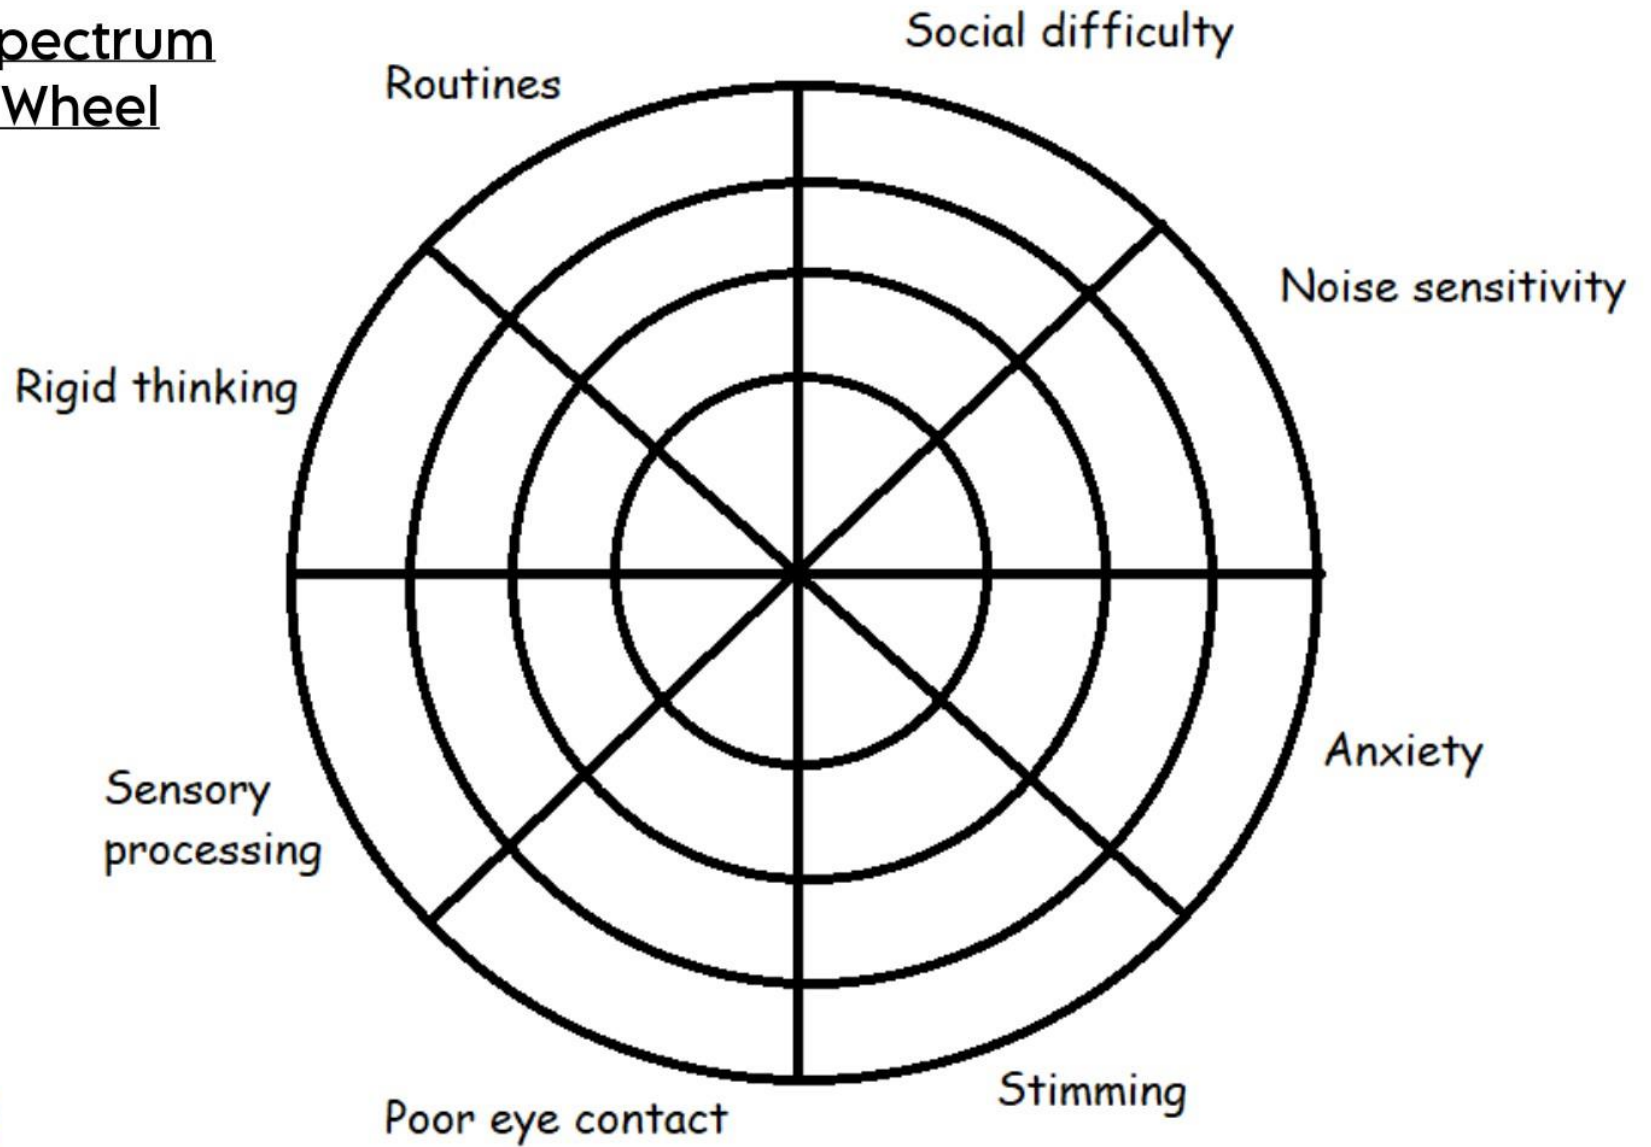 pectrum
Wheel
Social difficulty
Routines
Noise sensitivity
Rigid thinking
Anxiety
Sensory
processing
Stimming
Poor eye contact